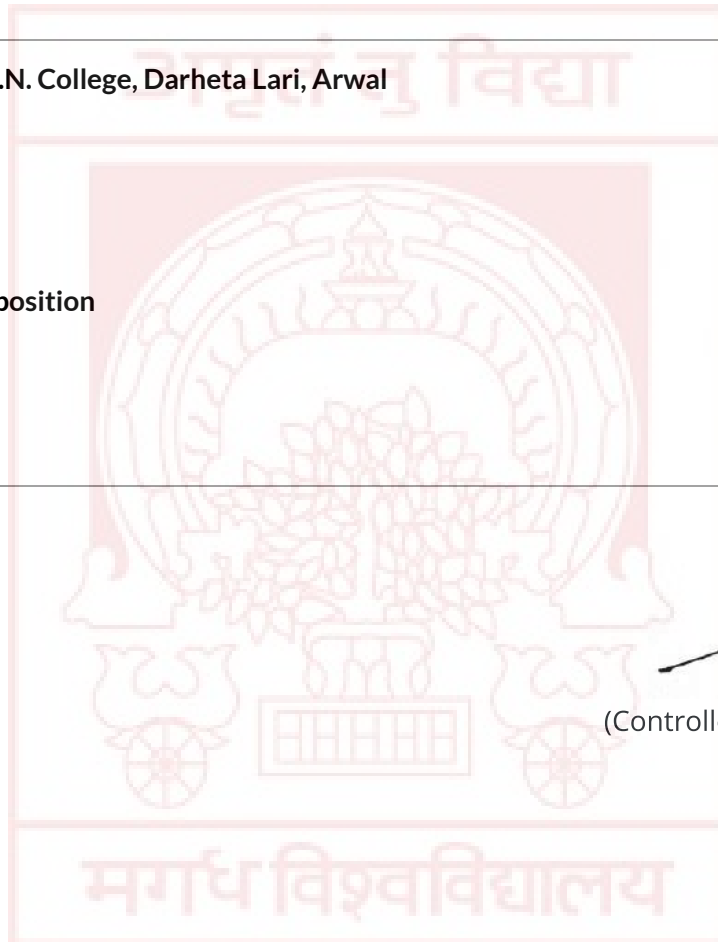 अमृतं तु विद्या
.N. College, Darheta Lari, Arwal
position
(Controll
मगध विश्वविद्यालय